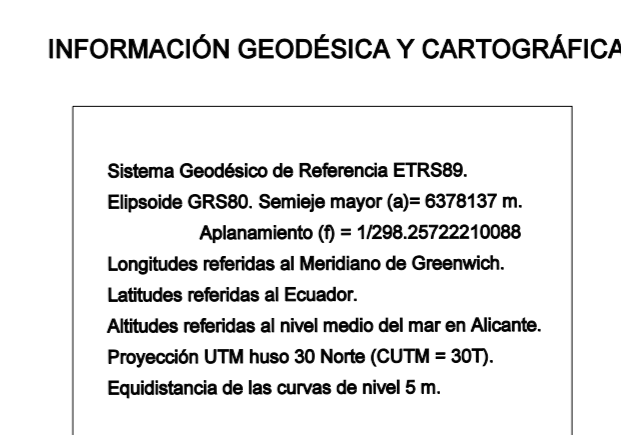 INFORMACIÓN GEODÉSICA Y CARTOGRÁFICA
Sistema Geodésico de Referencia ETRS89.
Elipsoide GRS80. Semieje mayor (a)= 6378137 m.
Aplanamiento (f) = 1/298.25722210088
Longitudes referidas al Meridiano de Greenwich.
Latitudes referidas al Ecuador.
Altitudes referidas al nivel medio del mar en Alicante.
Proyección UTM huso 30 Norte (CUTM = 30T).
Equidistancia de las curvas de nivel 5 m.